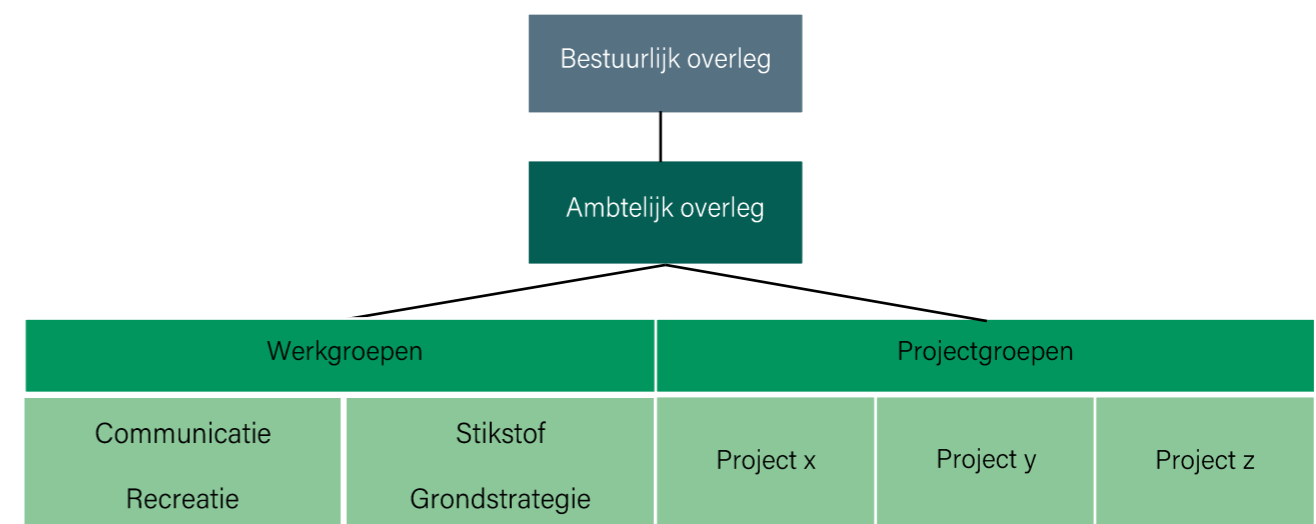 Bestuurlijk overleg
Ambtelijk overleg
Werkgroepen
Projectgroepen
Communicatie
Recreatie
Stikstof
Grondstrategie
Project x
Project y
Project z